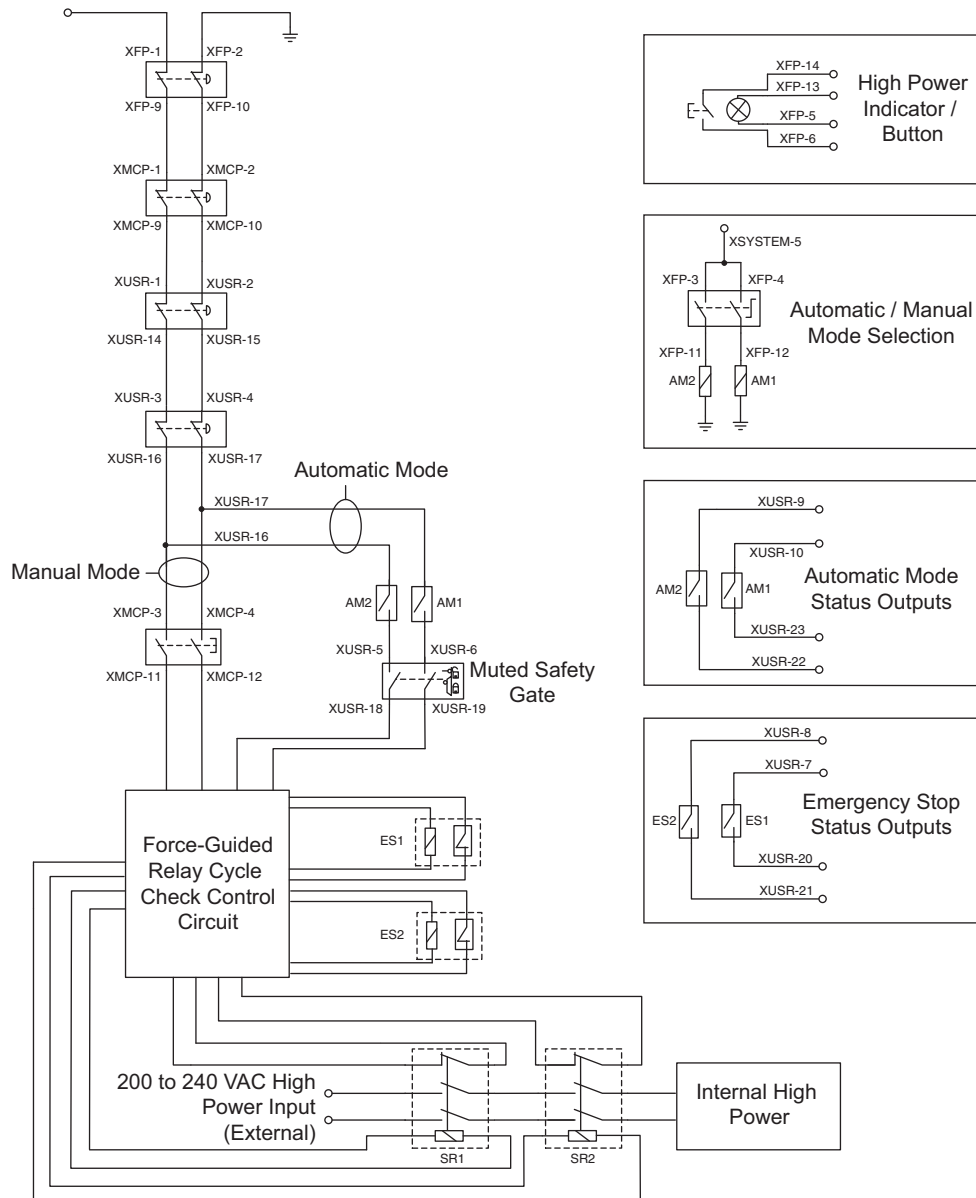 XFP-1 XFP-2
XFP-9 XFP-10
XMCP-1 XMCP-2
XMCP-9 XMCP-10
XUSR-1 XUSR-2
XUSR-14 XUSR-15
XUSR-3 XUSR-4
XUSR-16 XUSR-17
Automatic Mode
XUSR-17
XUSR-16
Manual Mode
XMCP-3 XMCP-4
XMCP-11 XMCP-12
AM2 AM1
XUSR-5 XUSR-6
Muted Safety
Gate
XUSR-18 XUSR-19
Force-Guided
Relay Cycle
Check Control
Circuit
ES1
ES2
200 to 240 VAC High
Power Input
(External)
SR1
SR2
Internal High
Power
XFP-14
XFP-13
XFP-5
XFP-6
High Power
Indicator /
Button
XSYSTEM-5
XFP-3 XFP-4
XFP-11 XFP-12
AM2 AM1
Automatic / Manual
Mode Selection
XUSR-9
XUSR-10
AM2 AM1
XUSR-23
XUSR-22
Automatic Mode
Status Outputs
XUSR-8
XUSR-7
ES2 ES1
XUSR-20
XUSR-21
Emergency Stop
Status Outputs